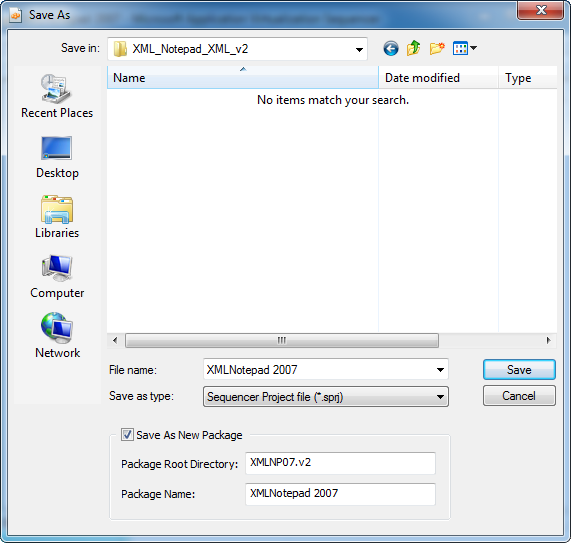 Save As
Save in: XML_Notepad_XML_v2
Name Date modified Type
No items match your search.
Recent Places
Desktop
Libraries
Computer
Network
File name: XMLNotepad 2007 Save
Save as type: Sequencer Project file (*.sprj) Cancel
Save As New Package
Package Root Directory: XMLNP07.v2
Package Name: XMLNotepad 2007